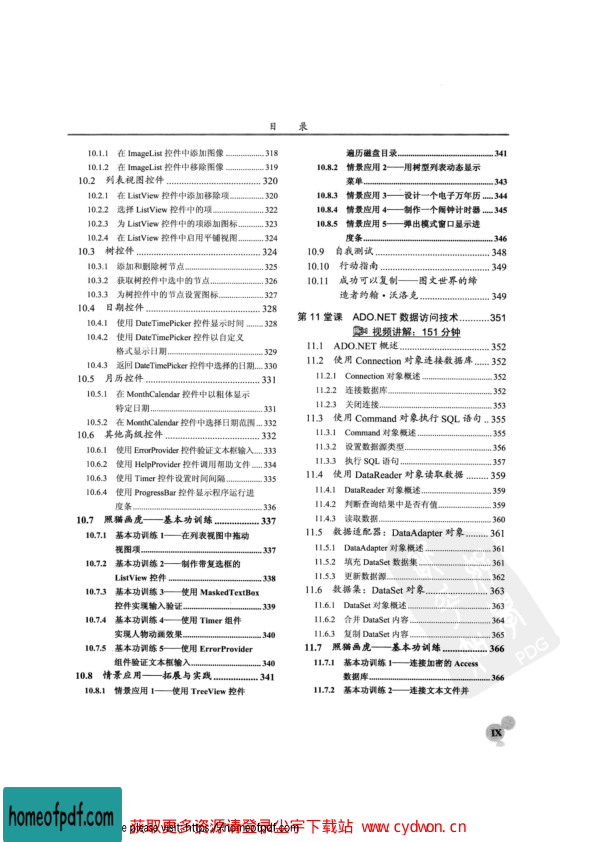 目 录
10.1.1 在 ImageList 控件中添加图像 .................. 318
10.1.2 在 ImageList 控件中移除图像 .................. 319
10.2 列表视图控件 .................................. 320
10.2.1 在 ListView 控件中添加移除项 ................ 320
10.2.2 选择 ListView 控件中的项 ........................ 322
10.2.3 为 ListView 控件中的项添加图标 ............ 323
10.2.4 在 ListView 控件中启用平铺视图 ............ 324
10.3 树控件 ............................................. 324
10.3.1 添加和删除树节点 ..................................... 325
10.3.2 获取树控件中选中的节点 ......................... 326
10.3.3 为树控件中的节点设置图标 ..................... 327
10.4 日期控件 ......................................... 328
10.4.1 使用 DateTimePicker 控件显示时间 ........ 328
10.4.2 使用 DateTimePicker 控件以自定义
格式显示日期 ............................................. 329
10.4.3 返回 DateTimePicker 控件中选择的日期 .... 330
10.5 月历控件 ......................................... 331
10.5.1 在 MonthCalendar 控件中以粗体显示
特定日期 ..................................................... 331
10.5.2 在 MonthCalendar 控件中选择日期范围 ... 332
10.6 其他高级控件 .................................. 332
10.6.1 使用 ErrorProvider 控件验证文本框输入 .... 333
10.6.2 使用 HelpProvider 控件调用帮助文件 ..... 334
10.6.3 使用 Timer 控件设置时间间隔 ................. 335
10.6.4 使用 ProgressBar 控件显示程序运行进
度条 ............................................................. 336
10.7 照猫画虎——基本功训练 ................. 337
10.7.1 基本功训练 1——在列表视图中拖动
视图项 ......................................................... 337
10.7.2 基本功训练 2——制作带复选框的
ListView 控件 ............................................. 338
10.7.3 基本功训练 3——使用 MaskedTextBox
控件实现输入验证 ..................................... 339
10.7.4 基本功训练 4——使用 Timer 组件
实现人物动画效果 ..................................... 340
10.7.5 基本功训练 5——使用 ErrorProvider
组件验证文本框输入 ................................. 340
10.8 情景应用——拓展与实践 ................. 341
10.8.1 情景应用 1——使用 TreeView 控件
遍历磁盘目录 ............................................. 341
10.8.2 情景应用 2——用树型列表动态显示
菜单 ............................................................. 343
10.8.3 情景应用 3——设计一个电子万年历 ..... 344
10.8.4 情景应用 4——制作一个闹钟计时器 ..... 345
10.8.5 情景应用 5——弹出模式窗口显示进
度条 ............................................................. 346
10.9 自我测试 ......................................... 348
10.10 行动指南 ....................................... 349
10.11 成功可以复制——图文世界的缔
造者约翰·沃洛克 ......................... 349
第 11 堂课 ADO.NET 数据访问技术 ........... 351
视频讲解：151 分钟
11.1 ADO.NET 概述 ................................ 352
11.2 使用 Connection 对象连接数据库 ...... 352
11.2.1 Connection 对象概述 ................................. 352
11.2.2 连接数据库 ................................................. 352
11.2.3 关闭连接 ..................................................... 353
11.3 使用 Command 对象执行 SQL 语句 .. 355
11.3.1 Command 对象概述 ................................... 355
11.3.2 设置数据源类型 ......................................... 356
11.3.3 执行 SQL 语句 ........................................... 357
11.4 使用 DataReader 对象读取数据 ........ 359
11.4.1 DataReader 对象概述 ................................. 359
11.4.2 判断查询结果中是否有值 ......................... 359
11.4.3 读取数据 ..................................................... 360
11.5 数据适配器：DataAdapter 对象 ........ 361
11.5.1 DataAdapter 对象概述 ............................... 361
11.5.2 填充 DataSet 数据集 .................................. 361
11.5.3 更新数据源 ................................................. 362
11.6 数据集：DataSet 对象 ...................... 363
11.6.1 DataSet 对象概述 ....................................... 363
11.6.2 合并 DataSet 内容 ...................................... 364
11.6.3 复制 DataSet 内容 ...................................... 365
11.7 照猫画虎——基本功训练 ................. 366
11.7.1 基本功训练 1——连接加密的 Access
数据库 ......................................................... 366
11.7.2 基本功训练 2——连接文本文件并
PDG
IX
homeofpdf.com
please visit: https://homeofpdf.com
获取更多资源请登录尘宇下载站 www.cydwon.cn